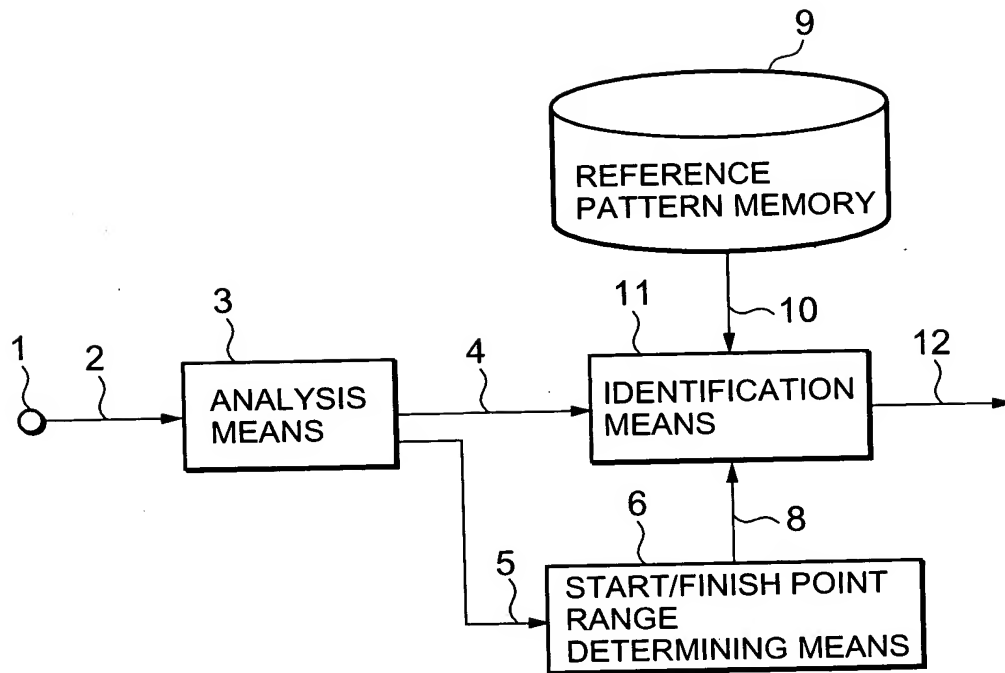 9
REFERENCE
PATTERN MEMORY
3
11
10
1
2
4
12
ANALYSIS
MEANS
IDENTIFICATION
MEANS
6
8
5
START/FINISH POINT
RANGE
DETERMINING MEANS